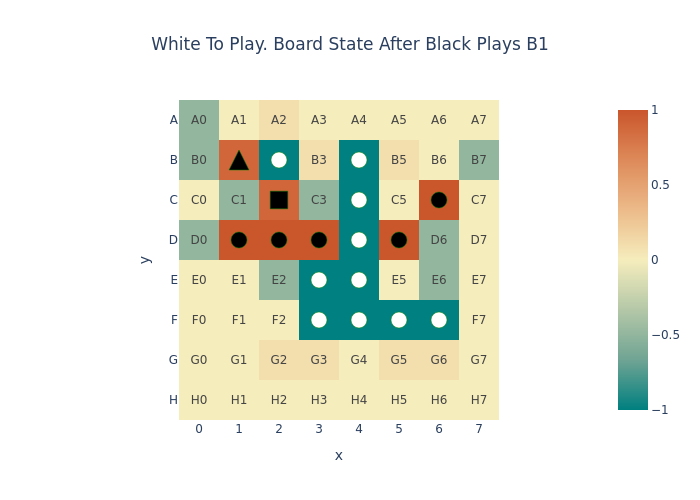 White To Play. Board State After Black Plays B1
A A0 A1 A2 A3 A4 A5 A6 A7
B B0 B3 B5 B6 B7
C C0 C1 C3 C5 C7
D D0 D6 D7
E E0 E1 E2 E5 E6 E7
F F0 F1 F2 F7
G G0 G1 G2 G3 G4 G5 G6 G7
H H0 H1 H2 H3 H4 H5 H6 H7
0 1 2 3 4 5 6 7
x
y
1
0.5
0
−0.5
−1